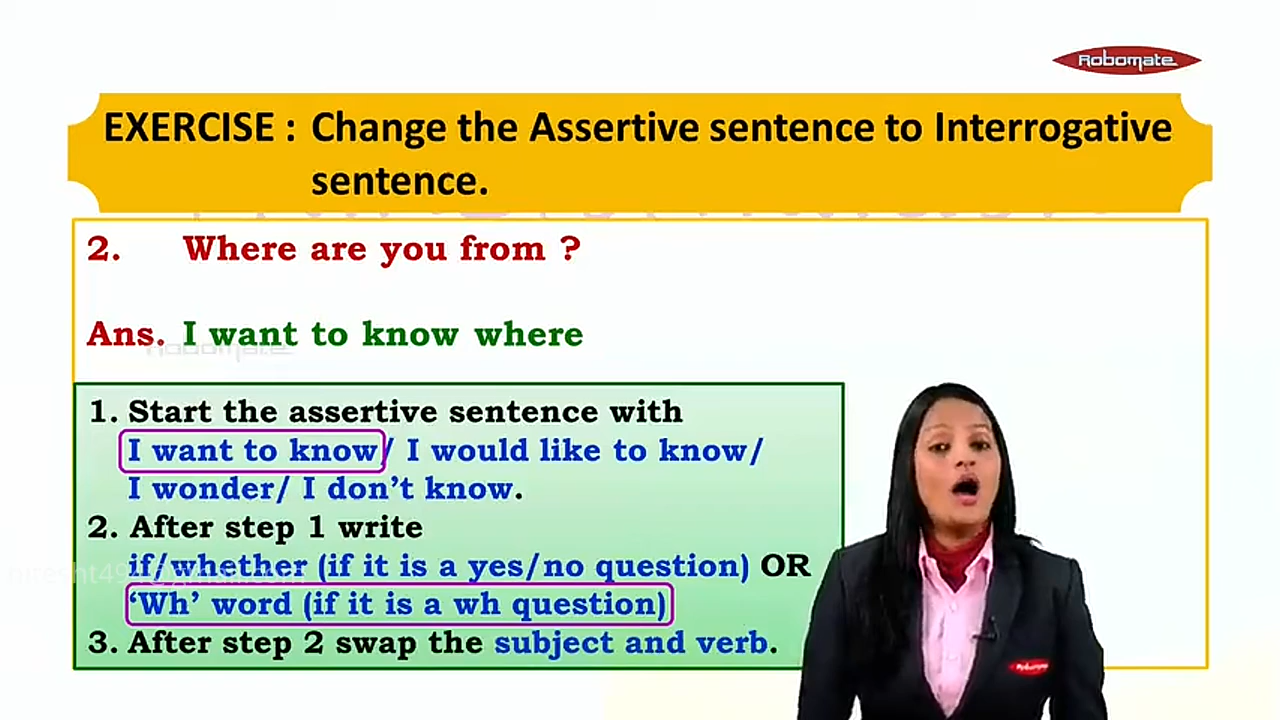 Robomate
EXERCISE : Change the Assertive sentence to Interrogative
sentence.
2. Where are you from ?
Ans. I want to know where
Robomate
1. Start the assertive sentence with
I want to know/ I would like to know/
I wonder/ I don’t know.
2. After step 1 write
if/whether (if it is a yes/no question) OR
‘Wh’ word (if it is a wh question)
3. After step 2 swap the subject and verb.
Robomate